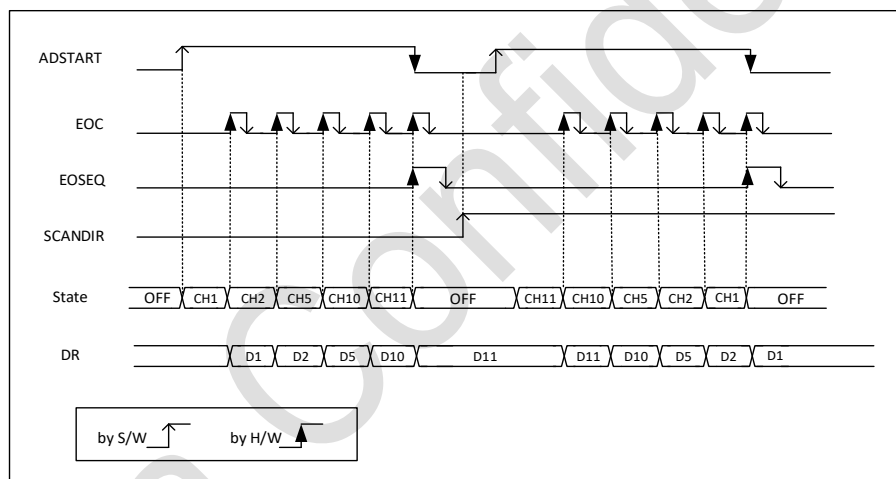 ADSTART
EOC
EOSEQ
SCANDIR
State OFF CH1 CH2 CH5 CH10 CH11 OFF CH11 CH10 CH5 CH2 CH1 OFF
DR D1 D2 D5 D10 D11 D11 D10 D5 D2 D1
by S/W by H/W